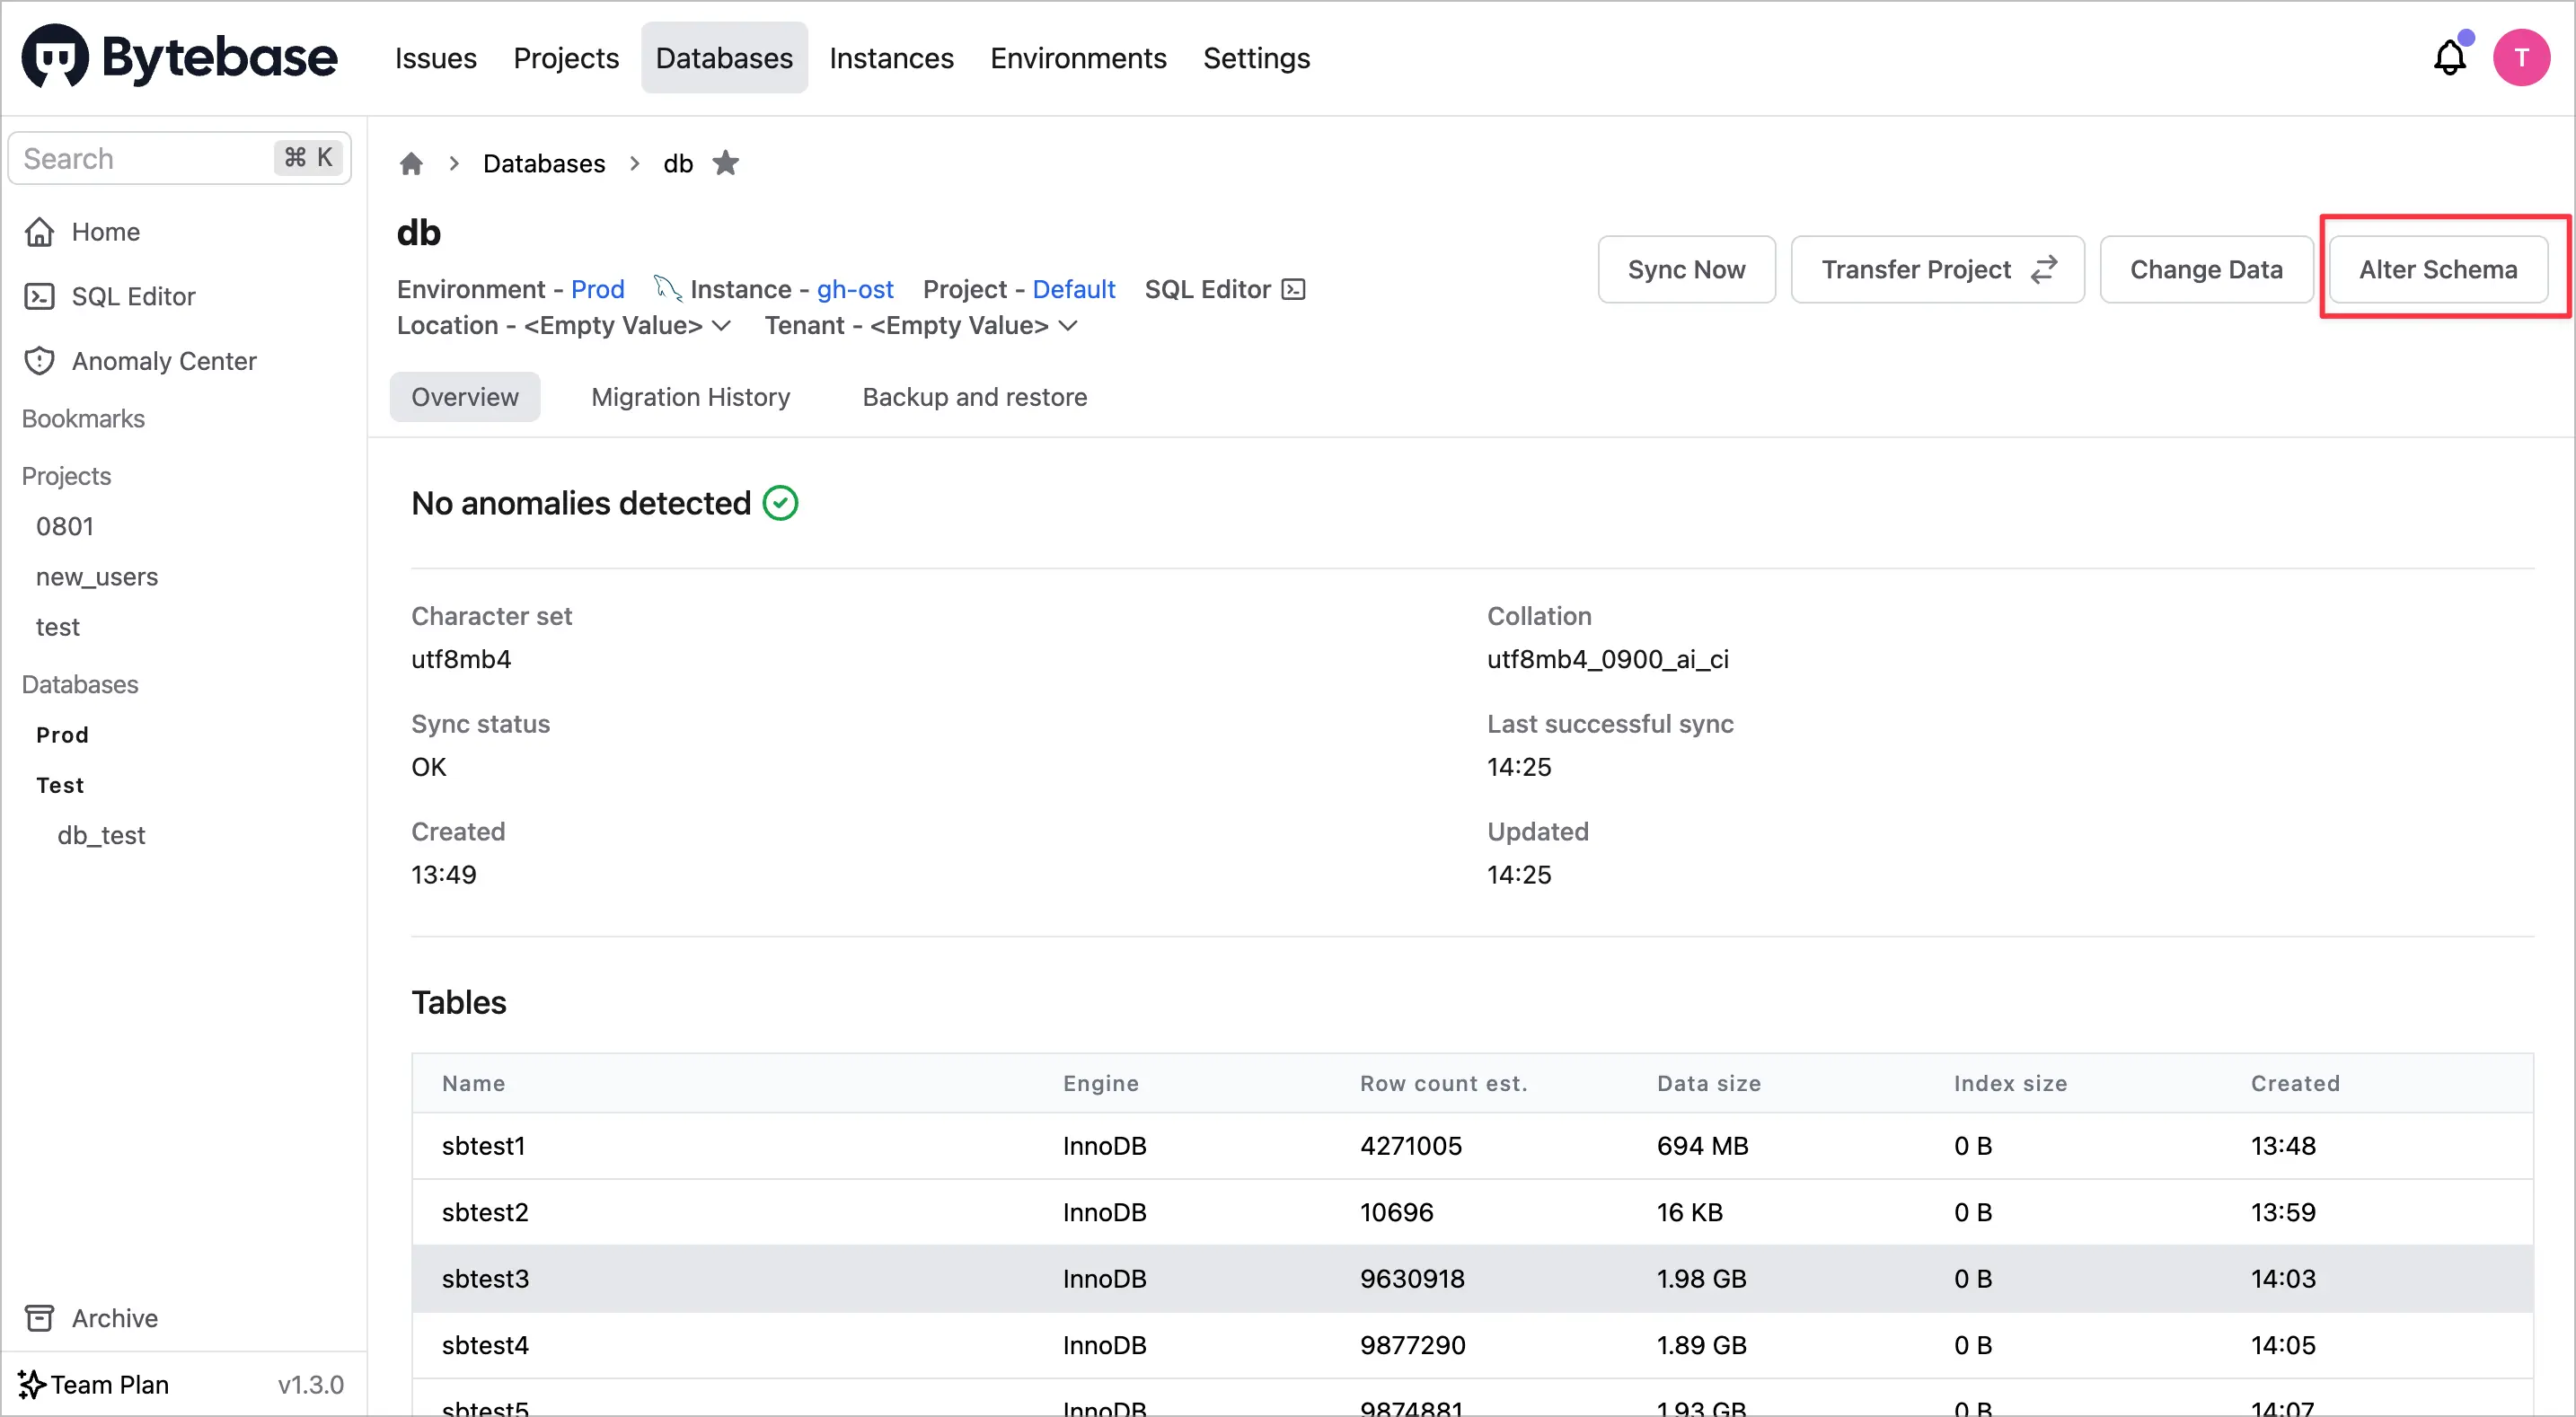 Bytebase Issues Projects Databases Instances Environments Settings T
Search ⌘ K
Home
SQL Editor
Anomaly Center
Bookmarks
Projects
0801
new_users
test
Databases
Prod
Test
db_test
Archive
Team Plan v1.3.0
Databases > db
db
Environment - Prod Instance - gh-ost Project - Default SQL Editor
Location - <Empty Value> Tenant - <Empty Value>
Sync Now Transfer Project Change Data Alter Schema
Overview Migration History Backup and restore
No anomalies detected
Character set Collation
utf8mb4 utf8mb4_0900_ai_ci
Sync status Last successful sync
OK 14:25
Created Updated
13:49 14:25
Tables
Name Engine Row count est. Data size Index size Created
sbtest1 InnoDB 4271005 694 MB 0 B 13:48
sbtest2 InnoDB 10696 16 KB 0 B 13:59
sbtest3 InnoDB 9630918 1.98 GB 0 B 14:03
sbtest4 InnoDB 9877290 1.89 GB 0 B 14:05
sbtest5 InnoDB 9874881 1.93 GB 0 B 14:07